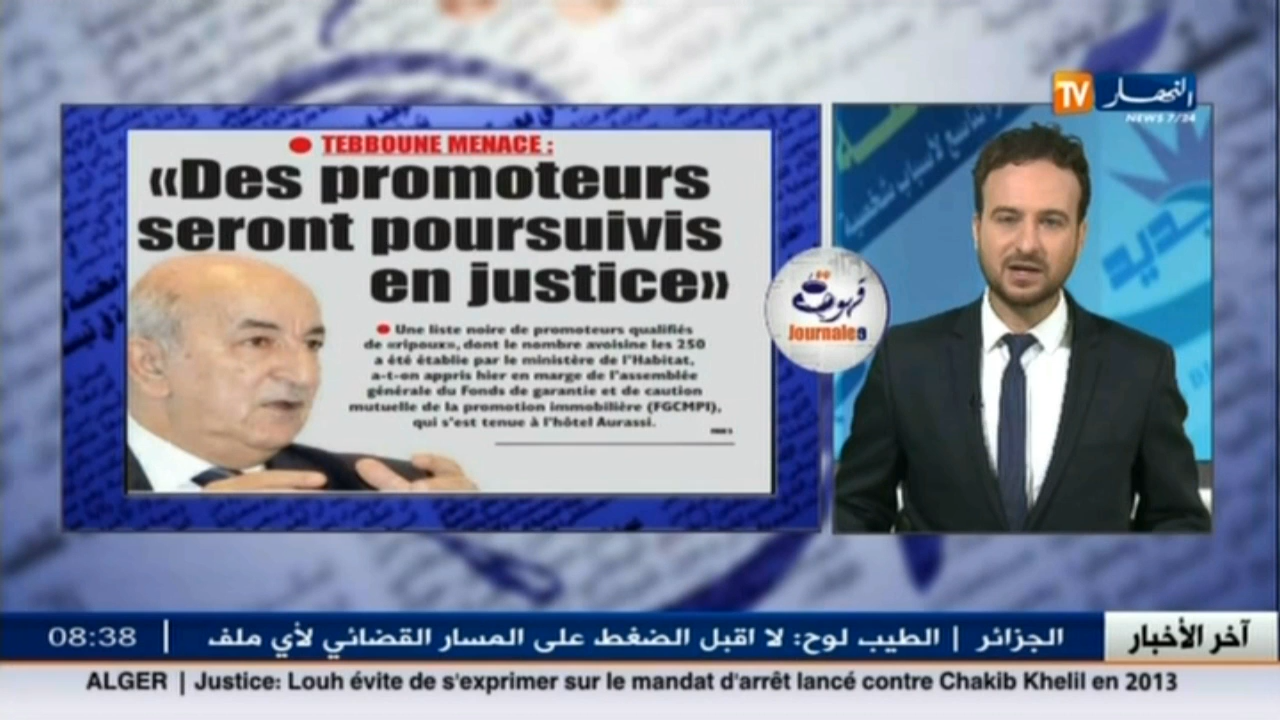 TV النهار
NEWS 7/24
TEBBOUNE MENACE :
«Des promoteurs
seront poursuivis
en justice»
Une liste noire de promoteurs qualifiés
de «ripoux», dont le nombre avoisine les 250
a été établie par le ministère de l'Habitat,
a-t-on appris hier en marge de l'assemblée
générale du Fonds de garantie et de caution
mutuelle de la promotion immobilière (FGCMPI),
qui s'est tenue à l'hôtel Aurassi.
قهوة
Journale
لأسباب شخصية
جديد
آخر الأخبار
الجزائر | الطيب لوح: لا اقبل الضغط على المسار القضائي لأي ملف
08:38
ALGER | Justice: Louh évite de s'exprimer sur le mandat d'arrêt lancé contre Chakib Khelil en 2013